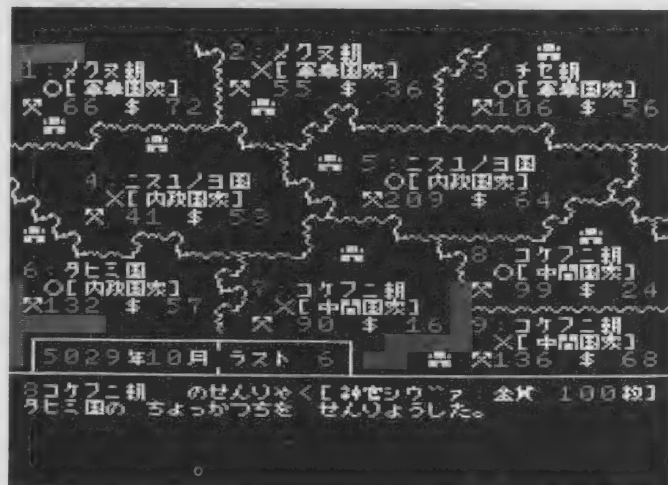 1:メクヌ朝
○[軍事国家]
66 $ 72
2:メクヌ朝
×[軍事国家]
55 $ 36
3:チセ朝
○[軍事国家]
106 $ 56
4:ニスユノヨ国
×[内政国家]
41 $ 53
5:ニスユノヨ国
○[内政国家]
209 $ 64
6:タヒミ国
○[内政国家]
132 $ 57
7:コケフニ朝
×[中間国家]
90 $ 16
8:コケフニ朝
○[中間国家]
99 $ 24
9:コケフニ朝
×[中間国家]
136 $ 68
5029年10月 ラスト 6
8コケフニ朝 のせんりゃく[ 金貨 100枚]
タヒミ国の ちょっかつちを せんりょうした。